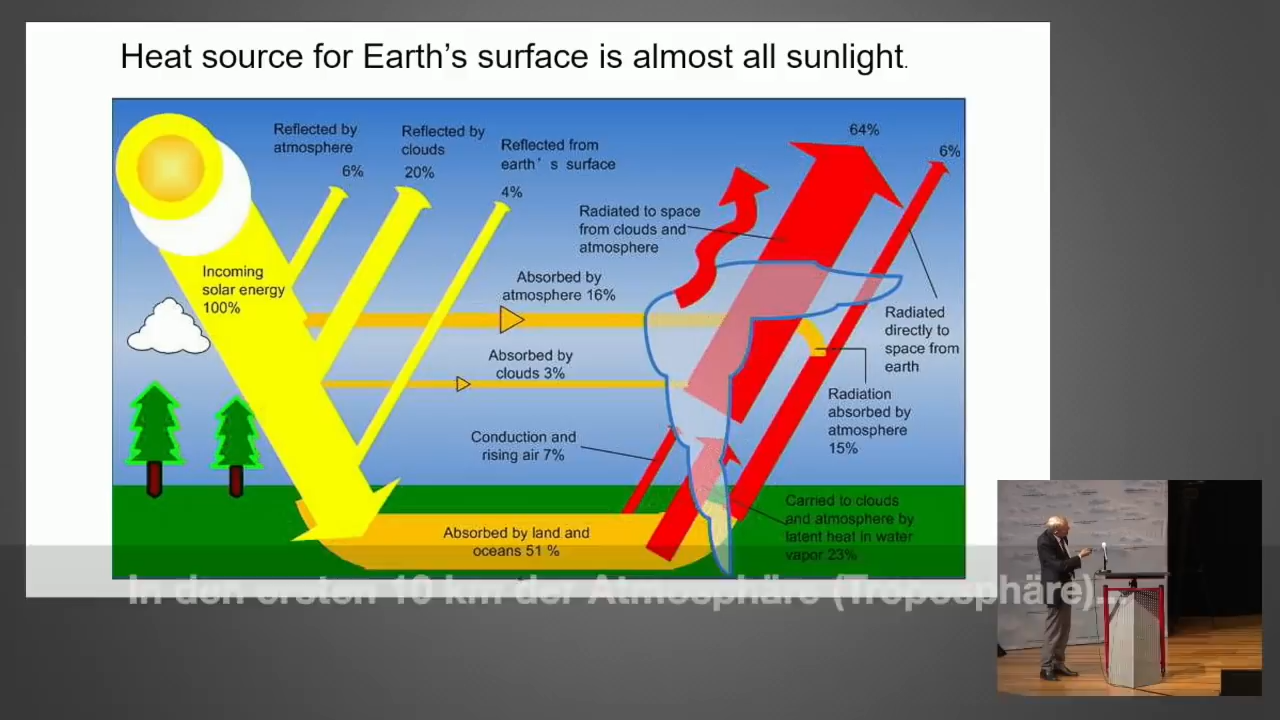 Heat source for Earth's surface is almost all sunlight.
Reflected by
atmosphere
6%
Reflected by
clouds
20%
Reflected from
earth's surface
4%
64%
6%
Radiated to space
from clouds and
atmosphere
Incoming
solar energy
100%
Absorbed by
atmosphere 16%
Absorbed by
clouds 3%
Radiated
directly to
space from
earth
Radiation
absorbed by
atmosphere
15%
Conduction and
rising air 7%
Carried to clouds
and atmosphere by
latent heat in water
vapor 23%
Absorbed by land and
oceans 51 %
In den ersten 10 km der Atmosphäre (Troposphäre)...